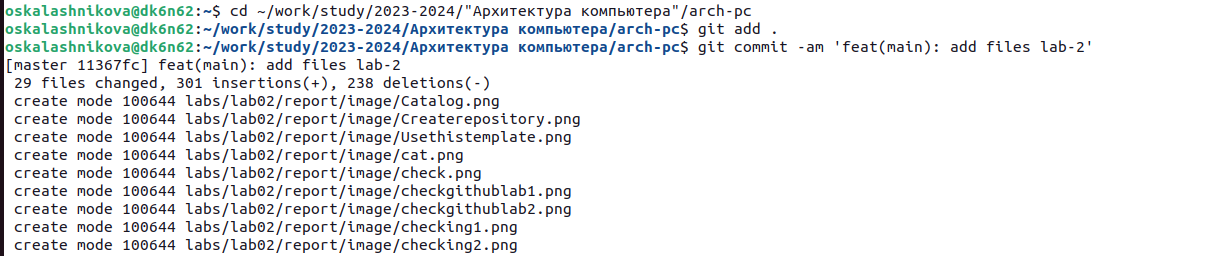 oskalashnikova@dk6n62:~$ cd ~/work/study/2023-2024/"Архитектура компьютера"/arch-pc
oskalashnikova@dk6n62:~/work/study/2023-2024/Архитектура компьютера/arch-pc$ git add .
oskalashnikova@dk6n62:~/work/study/2023-2024/Архитектура компьютера/arch-pc$ git commit -am 'feat(main): add files lab-2'
[master 11367fc] feat(main): add files lab-2
 29 files changed, 301 insertions(+), 238 deletions(-)
 create mode 100644 labs/lab02/report/image/Catalog.png
 create mode 100644 labs/lab02/report/image/Createrepository.png
 create mode 100644 labs/lab02/report/image/Usethistemplate.png
 create mode 100644 labs/lab02/report/image/cat.png
 create mode 100644 labs/lab02/report/image/check.png
 create mode 100644 labs/lab02/report/image/checkgithublab1.png
 create mode 100644 labs/lab02/report/image/checkgithublab2.png
 create mode 100644 labs/lab02/report/image/checking1.png
 create mode 100644 labs/lab02/report/image/checking2.png